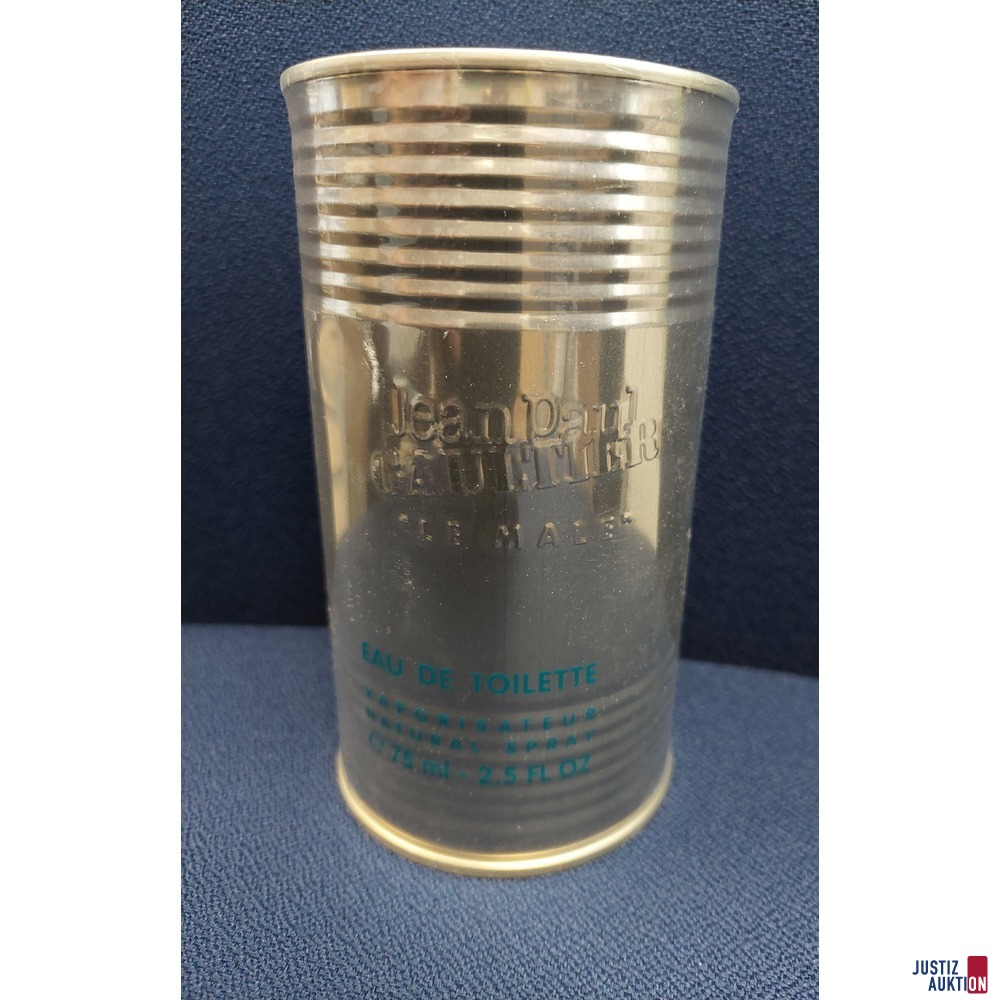 Jean Paul
GAULTIER
"LE MALE"
EAU DE TOILETTE
VAPORISATEUR
NATURAL SPRAY
℮ 75 ml - 2.5 FL OZ
JUSTIZ
AUKTION